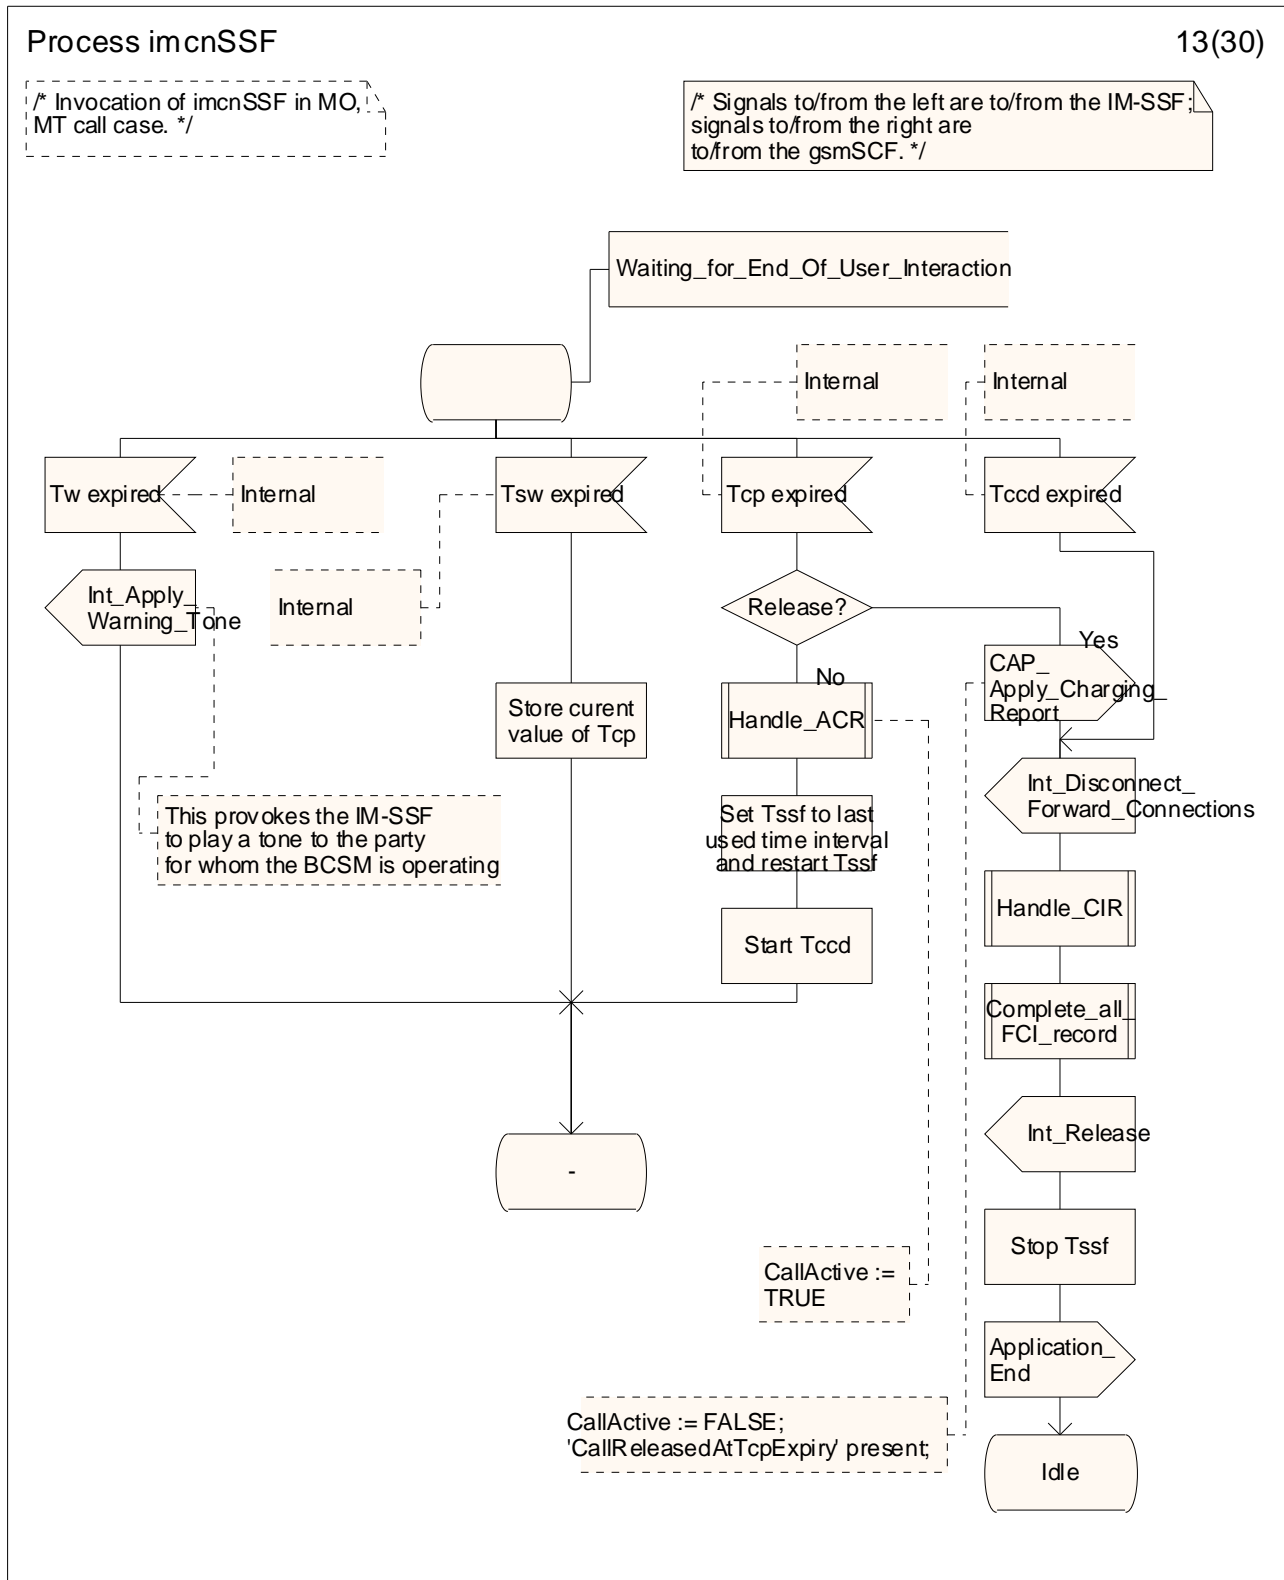 Process imcnSSF
13(30)
/* Invocation of imcnSSF in MO,
MT call case. */
/* Signals to/from the left are to/from the IM-SSF;
signals to/from the right are
to/from the gsmSCF. */
Waiting_for_End_Of_User_Interaction
Internal
Internal
Tw expired
Internal
Tsw expired
Tcp expired
Tccd expired
Int_Apply_
Warning_Tone
Internal
Release?
Yes
No
CAP_
Apply_Charging_
Report
Store curent
value of Tcp
Handle_ACR
Int_Disconnect_
Forward_Connections
This provokes the IM-SSF
to play a tone to the party
for whom the BCSM is operating
Set Tssf to last
used time interval
and restart Tssf
Handle_CIR
Start Tccd
Complete_all_
FCI_record
Int_Release
-
Stop Tssf
CallActive :=
TRUE
Application_
End
CallActive := FALSE;
'CallReleasedAtTcpExpiry' present;
Idle